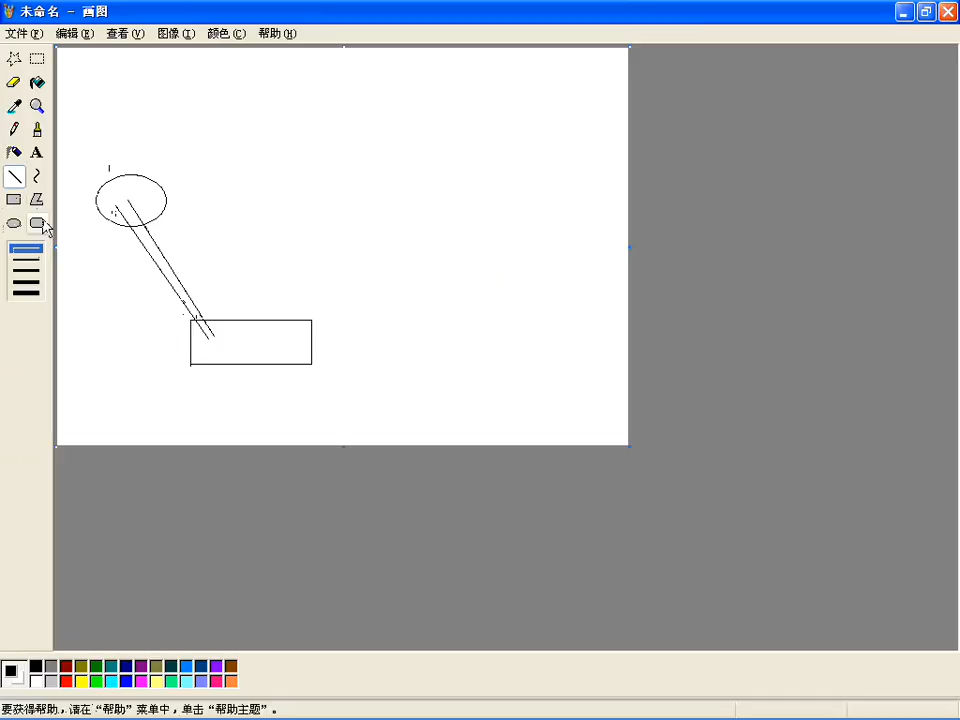 未命名 - 画图
文件(F) 编辑(E) 查看(V) 图像(I) 颜色(C) 帮助(H)
A
要获得帮助，请在“帮助”菜单中，单击“帮助主题”。